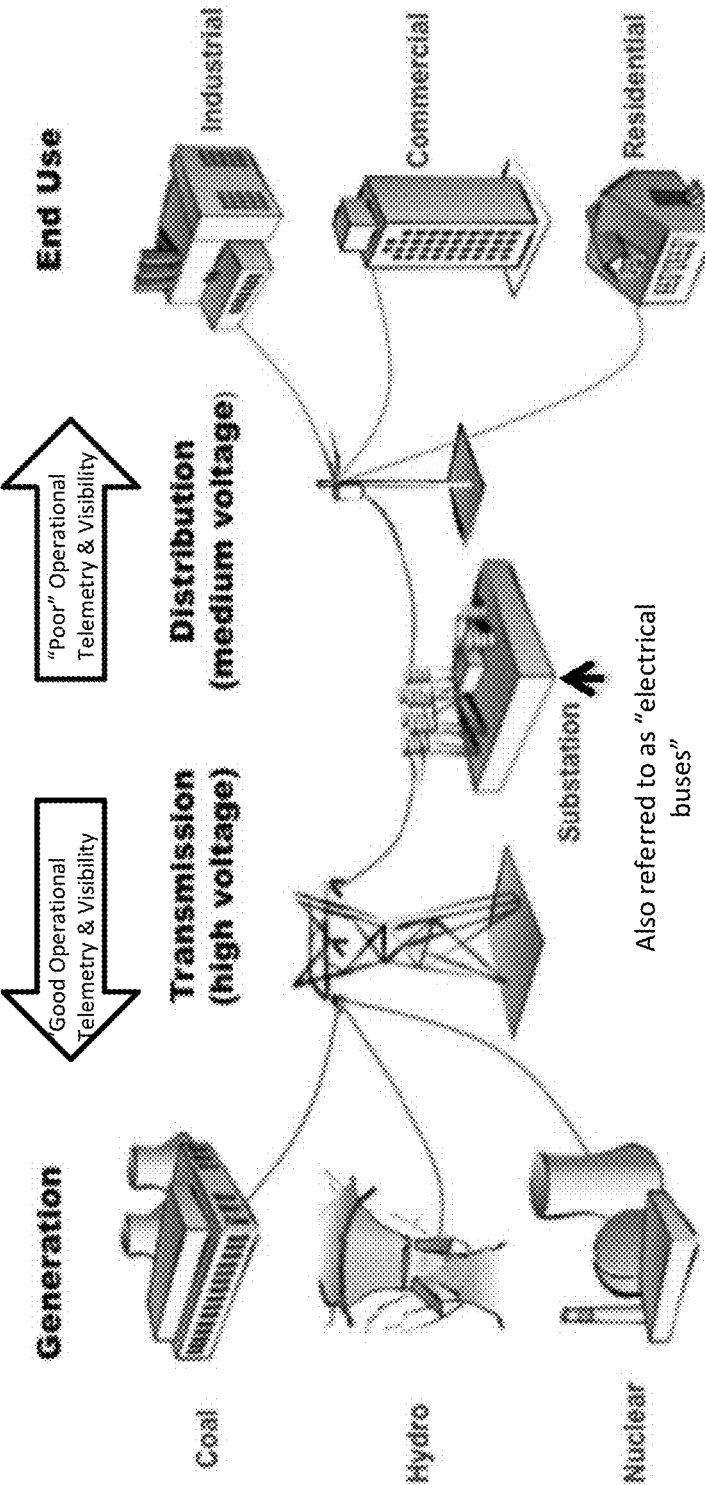 "Good Operational
Telemetry & Visibility
"Poor" Operational
Telemetry & Visibility
Generation
Transmission
(high voltage)
Distribution
(medium voltage)
End Use
Coal
Hydro
Nuclear
Substation
Also referred to as "electrical
buses"
Industrial
Commercial
Residential